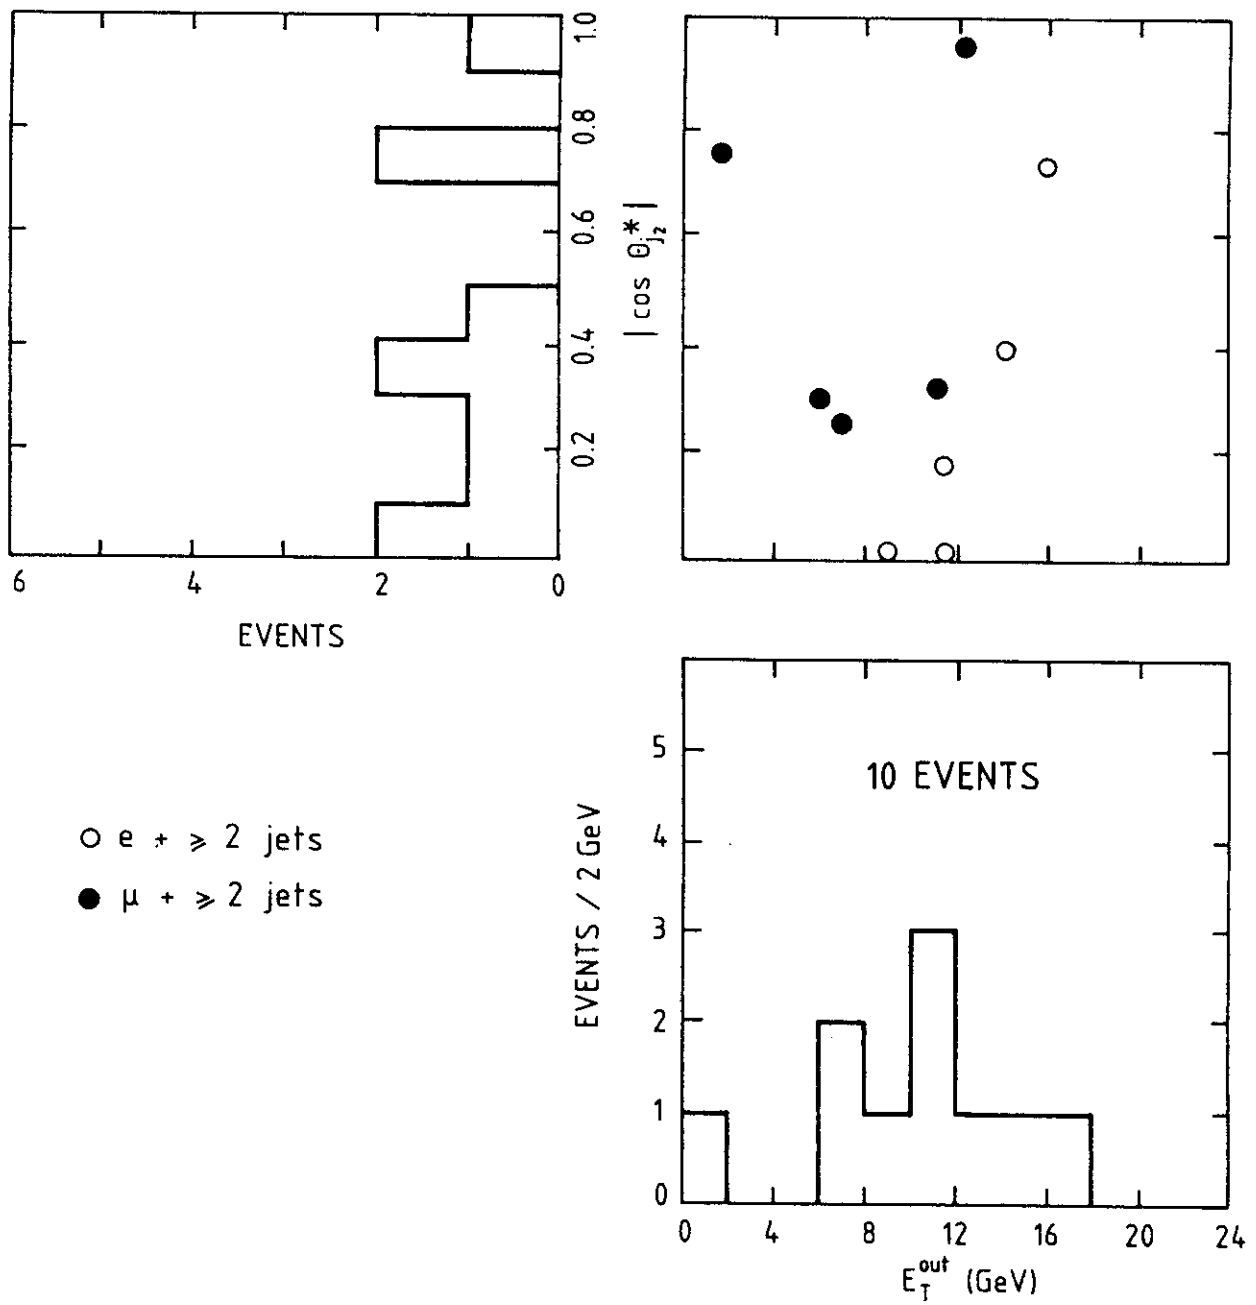 1.0
0.8
0.6
0.4
0.2
6 4 2 0
EVENTS
| cos θ*j2 |
○ e + ⩾ 2 jets
● μ + ⩾ 2 jets
10 EVENTS
EVENTS / 2 GeV
5
4
3
2
1
0
0 4 8 12 16 20 24
E_T^out (GeV)